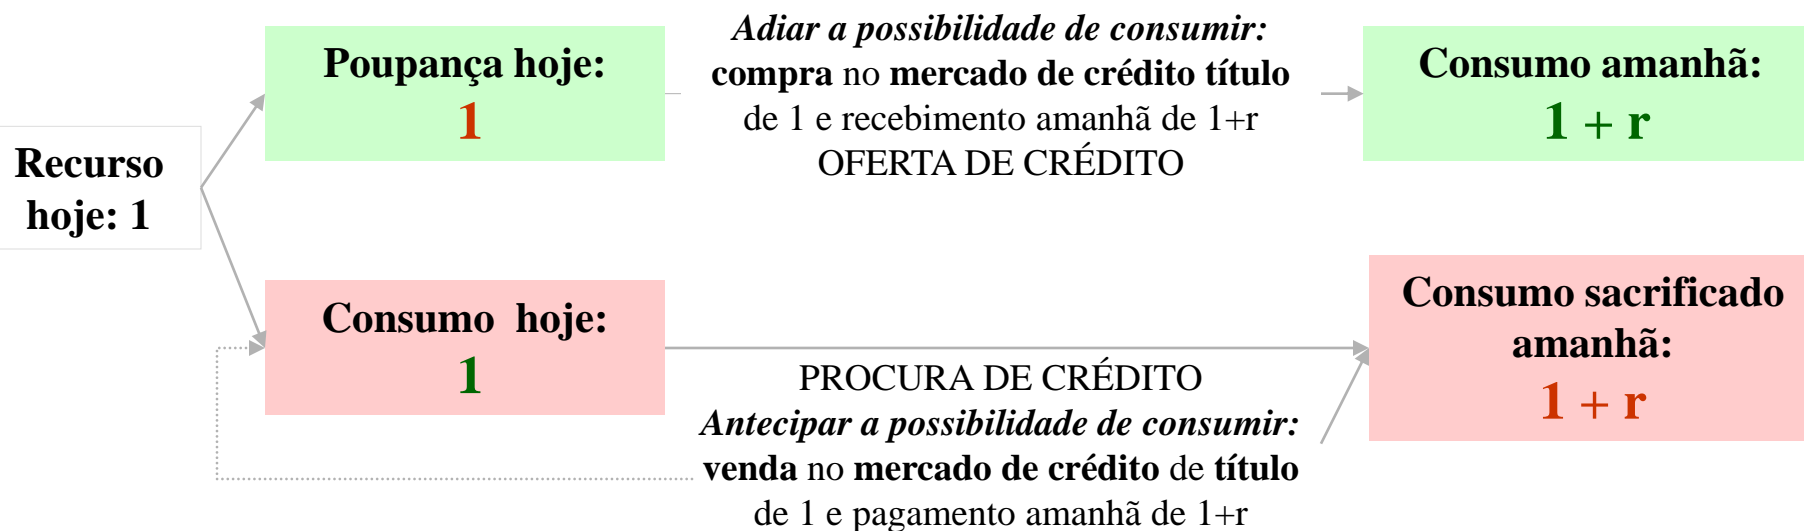 Recurso
hoje: 1
Poupança hoje:
1
Adiar a possibilidade de consumir:
compra no mercado de crédito título
de 1 e recebimento amanhã de 1+r
OFERTA DE CRÉDITO
Consumo amanhã:
1 + r
Consumo hoje:
1
PROCURA DE CRÉDITO
Antecipar a possibilidade de consumir:
venda no mercado de crédito de título
de 1 e pagamento amanhã de 1+r
Consumo sacrificado
amanhã:
1 + r